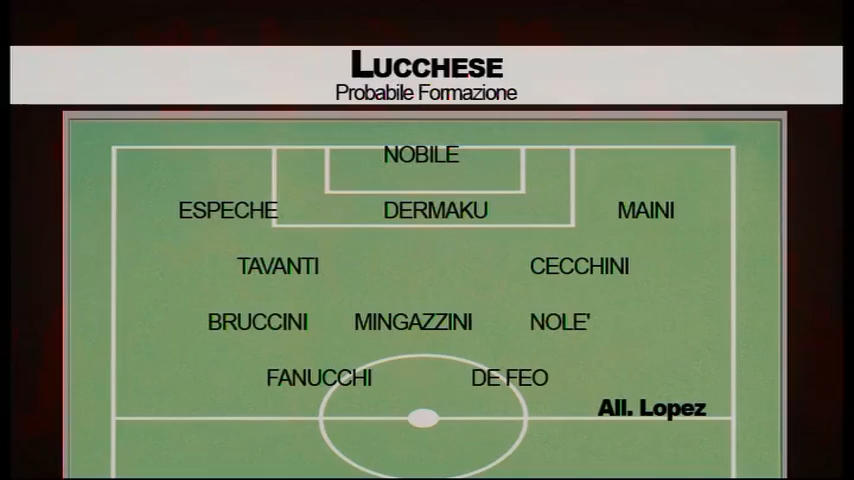 LUCCHESE
Probabile Formazione
NOBILE
ESPECHE DERMAKU MAINI
TAVANTI CECCHINI
BRUCCINI MINGAZZINI NOLE'
FANUCCHI DE FEO
All. Lopez